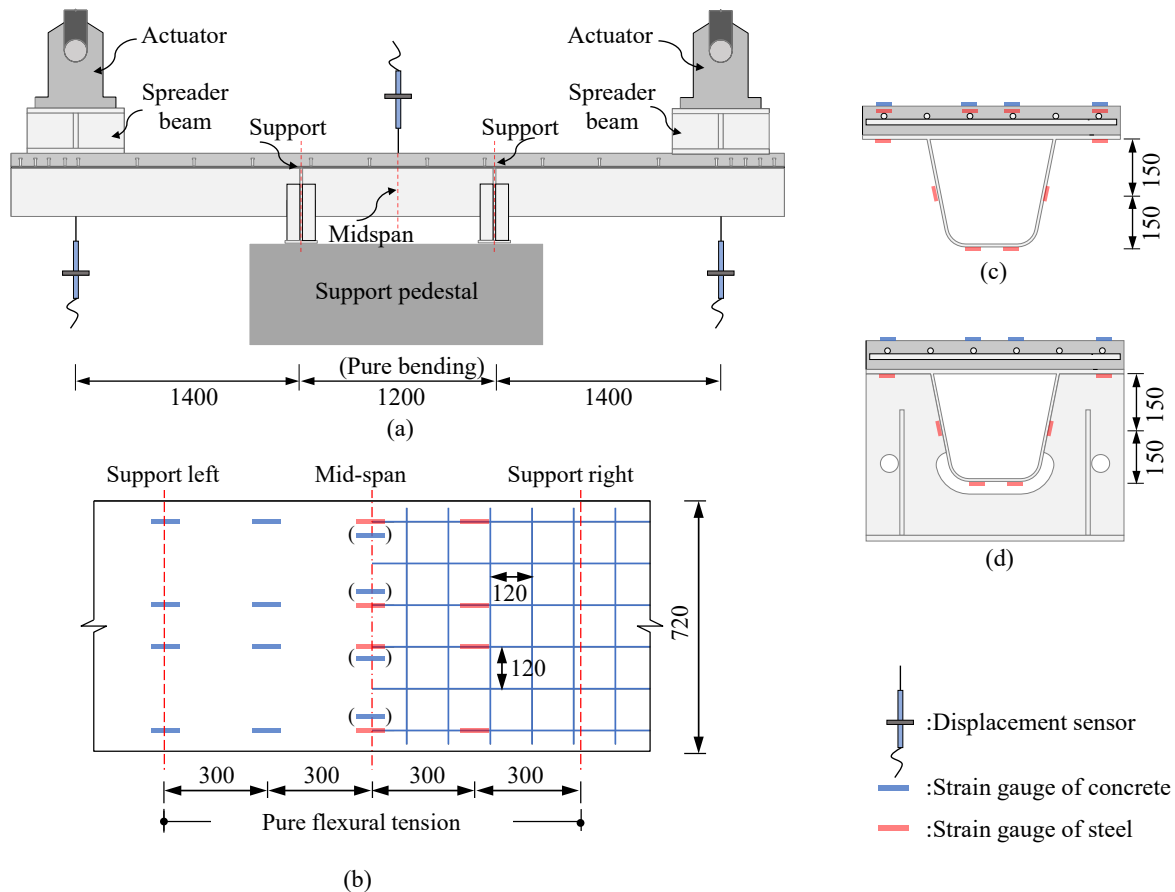 Actuator
Spreader
beam
Support
Support
Actuator
Spreader
beam
Midspan
Support pedestal
(Pure bending)
1400
1200
1400
(a)
150
150
(c)
150
150
(d)
Support left
Mid-span
Support right
( )
( )
120
720
( )
120
( )
300
300
300
300
Pure flexural tension
(b)
:Displacement sensor
:Strain gauge of concrete
:Strain gauge of steel